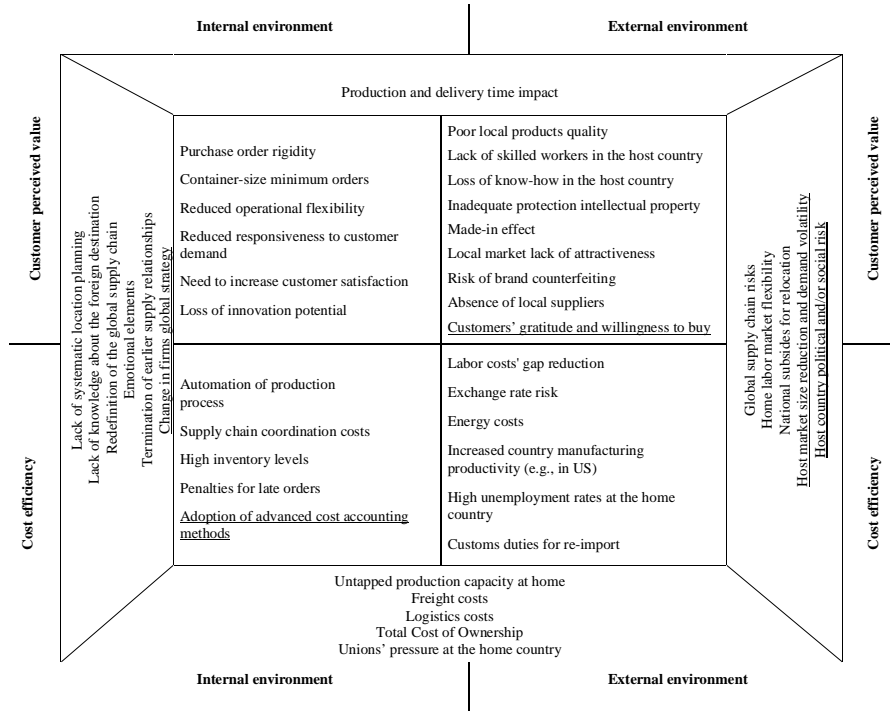 Internal environment
External environment
Production and delivery time impact
Customer perceived value
Cost efficiency
Lack of systematic location planning
Lack of knowledge about the foreign destination
Redefinition of the global supply chain
Emotional elements
Termination of earlier supply relationships
Change in firms global strategy
Purchase order rigidity
Container-size minimum orders
Reduced operational flexibility
Reduced responsiveness to customer
demand
Need to increase customer satisfaction
Loss of innovation potential
Poor local products quality
Lack of skilled workers in the host country
Loss of know-how in the host country
Inadequate protection intellectual property
Made-in effect
Local market lack of attractiveness
Risk of brand counterfeiting
Absence of local suppliers
Customers' gratitude and willingness to buy
Automation of production
process
Supply chain coordination costs
High inventory levels
Penalties for late orders
Adoption of advanced cost accounting
methods
Labor costs' gap reduction
Exchange rate risk
Energy costs
Increased country manufacturing
productivity (e.g., in US)
High unemployment rates at the home
country
Customs duties for re-import
Global supply chain risks
Home labor market flexibility
National subsides for relocation
Host market size reduction and demand volatility
Host country political and/or social risk
Customer perceived value
Cost efficiency
Untapped production capacity at home
Freight costs
Logistics costs
Total Cost of Ownership
Unions' pressure at the home country
Internal environment
External environment